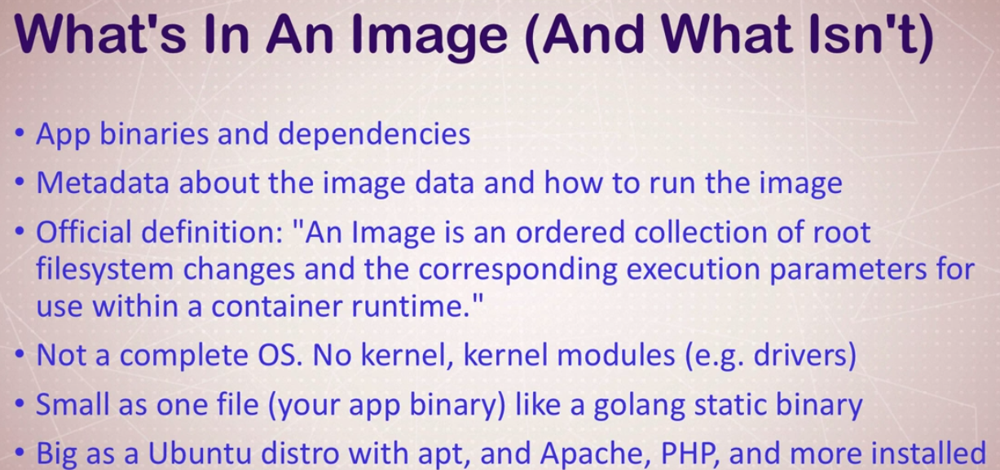 What's In An Image (And What Isn't)
• App binaries and dependencies
• Metadata about the image data and how to run the image
• Official definition: "An Image is an ordered collection of root
filesystem changes and the corresponding execution parameters for
use within a container runtime."
• Not a complete OS. No kernel, kernel modules (e.g. drivers)
• Small as one file (your app binary) like a golang static binary
• Big as a Ubuntu distro with apt, and Apache, PHP, and more installed